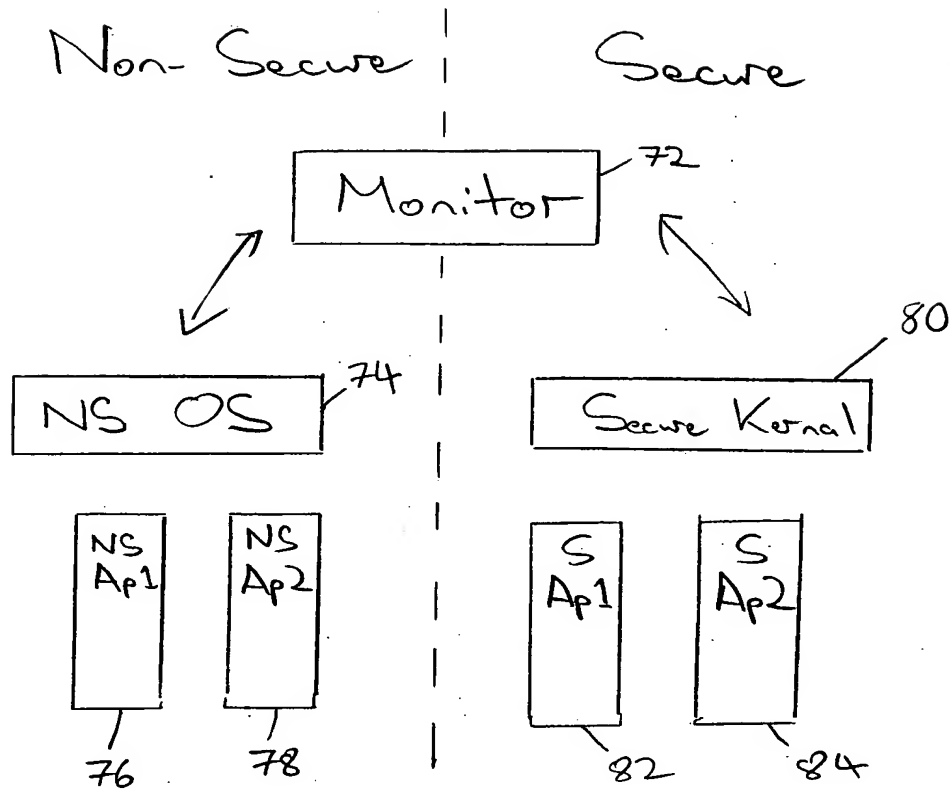 Non-Secure Secure
Monitor 72
NS OS 74
Secure Kernal 80
NS
Ap1
NS
Ap2
S
Ap1
S
Ap2
76 78 82 84